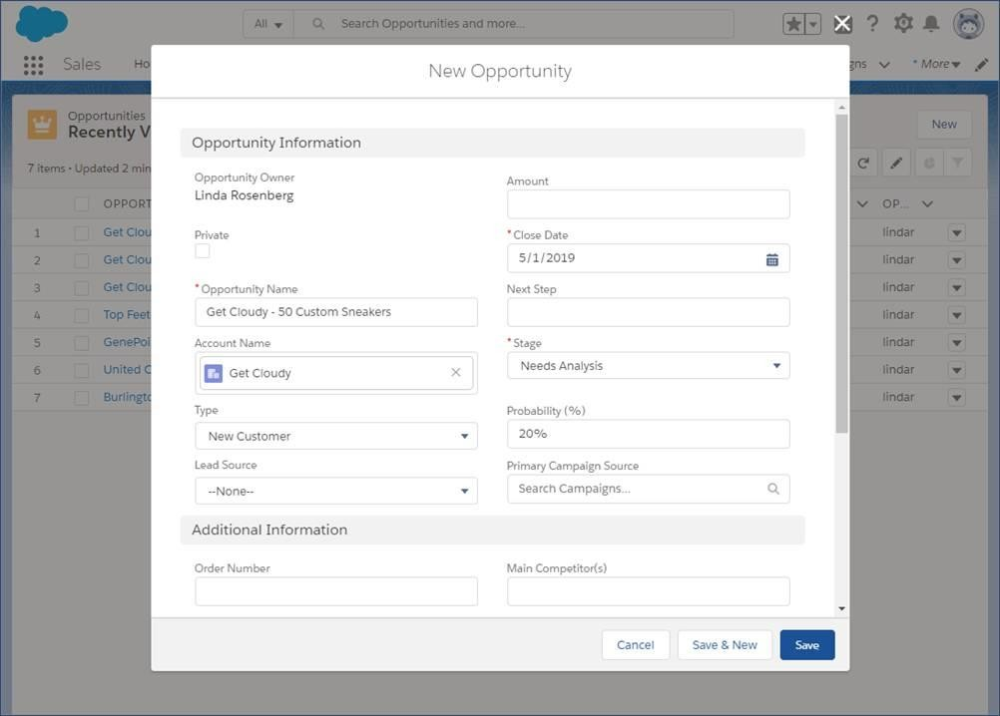 All
Search Opportunities and more...
Sales
Ho
gns
* More
New Opportunity
Opportunities
Recently V
New
7 items • Updated 2 min
OPPORT
OP...
1 Get Clou lindar
2 Get Clou lindar
3 Get Clou lindar
4 Top Feet lindar
5 GenePoi lindar
6 United C lindar
7 Burlingto lindar
Opportunity Information
Opportunity Owner
Linda Rosenberg
Amount
Private
* Close Date
5/1/2019
* Opportunity Name
Get Cloudy - 50 Custom Sneakers
Next Step
Account Name
Get Cloudy
* Stage
Needs Analysis
Type
New Customer
Probability (%)
20%
Lead Source
--None--
Primary Campaign Source
Search Campaigns...
Additional Information
Order Number
Main Competitor(s)
Cancel
Save & New
Save